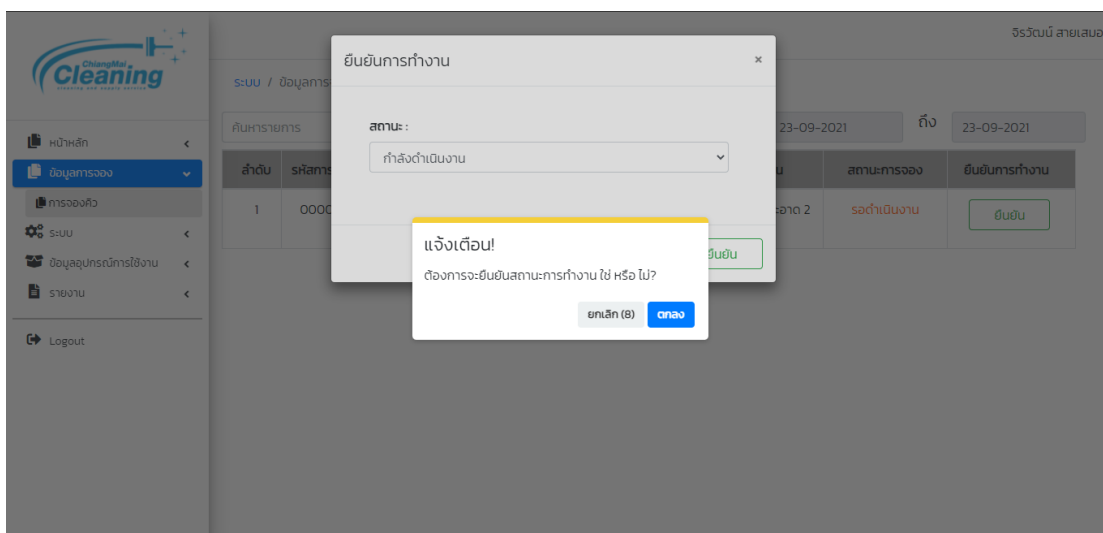 จิรวัฒน์ สายเสมอ
ChiangMai
Cleaning
ยืนยันการทำงาน
×
ระบบ / ข้อมูลการ
ค้นหารายการ
สถานะ :
23-09-2021
ถึง
23-09-2021
หน้าหลัก
กำลังดำเนินงาน
ข้อมูลการจอง
ลำดับ
รหัสการ
สถานะการจอง
ยืนยันการทำงาน
การจองคิว
1
0000
ะอาด 2
รอดำเนินงาน
ยืนยัน
ระบบ
แจ้งเตือน!
ยืนยัน
ข้อมูลอุปกรณ์การใช้งาน
ต้องการจะยืนยันสถานะการทำงาน ใช่ หรือ ไม่?
รายงาน
ยกเลิก (8)
ตกลง
Logout